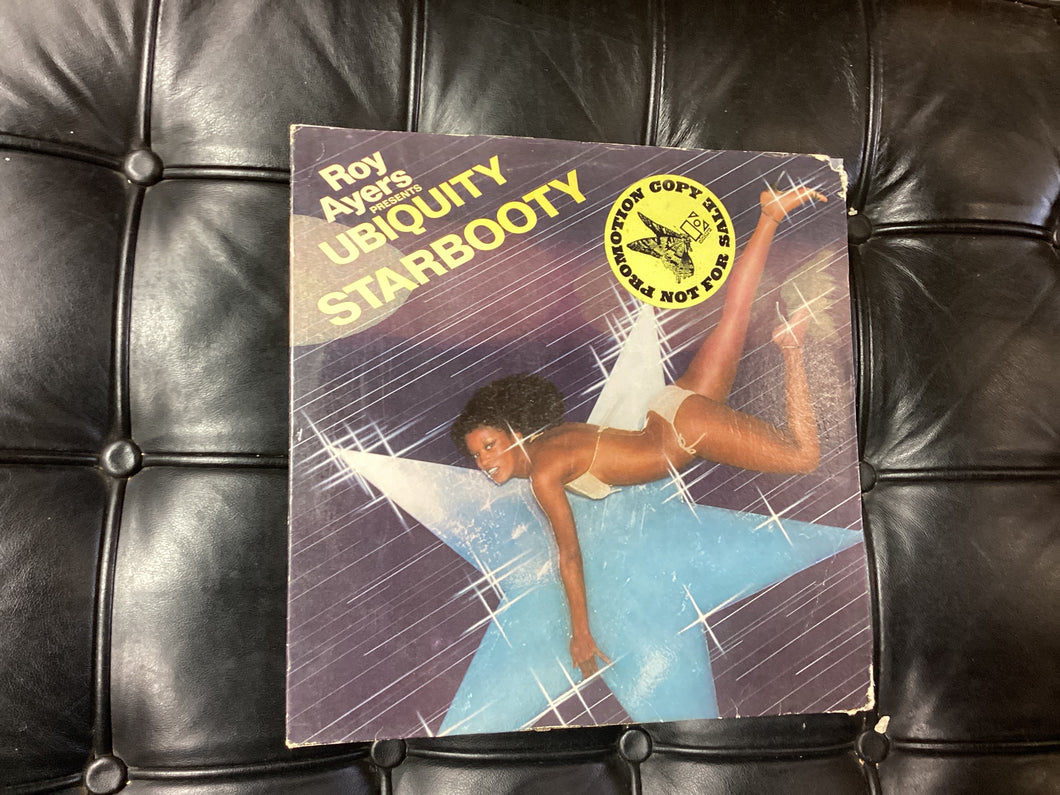 Roy
Ayers
PRESENTS
UBIQUITY
STARBOOTY
PROMOTION COPY
NOT FOR SALE